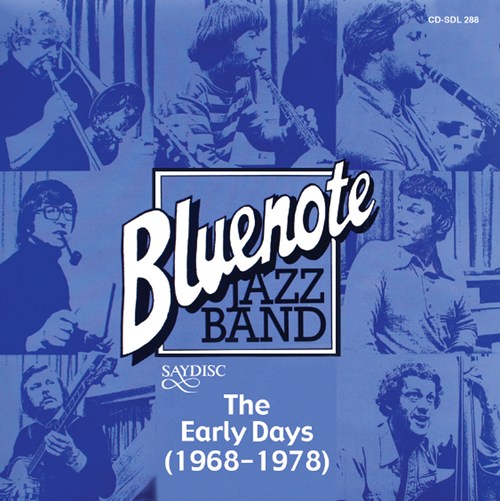 CD-SDL 288
Bluenote
JAZZ
BAND
SAYDISC
The
Early Days
(1968–1978)